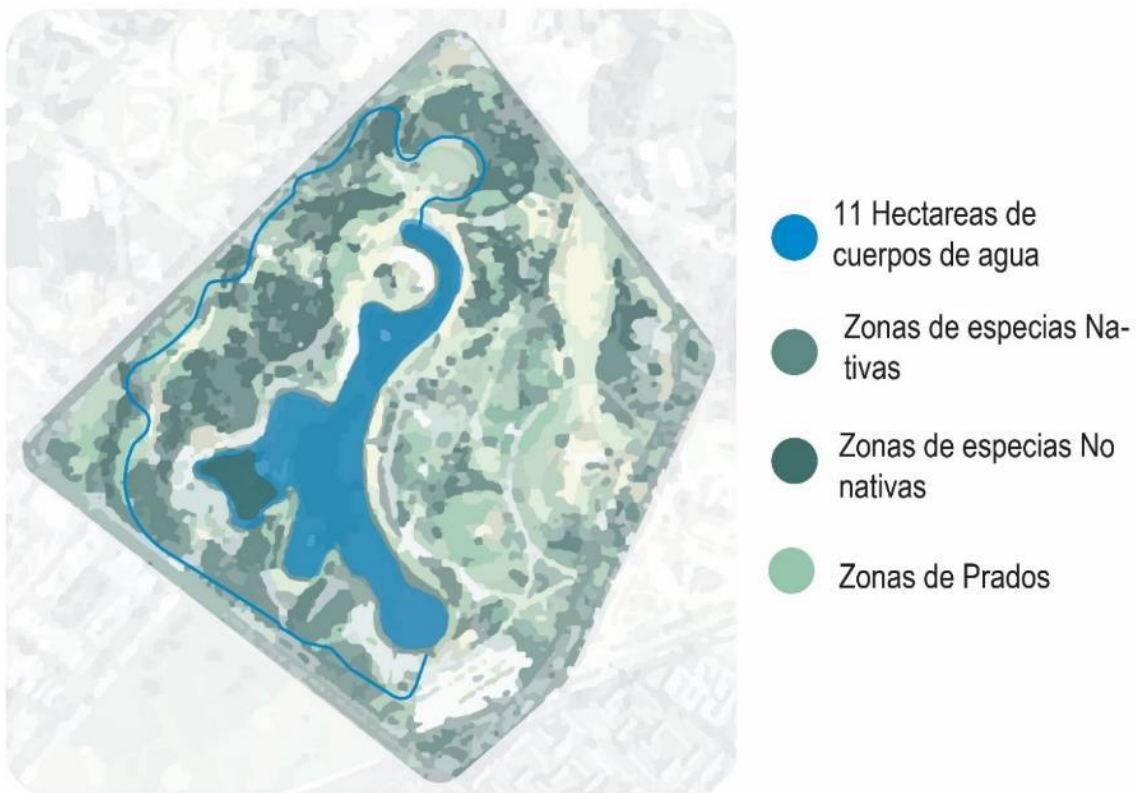 11 Hectareas de
cuerpos de agua
Zonas de especias Na-
tivas
Zonas de especias No
nativas
Zonas de Prados